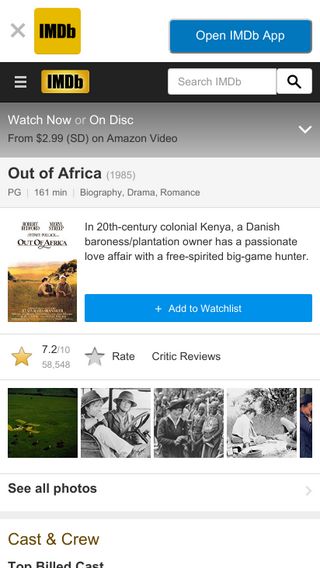 IMDb
Open IMDb App
IMDb
Search IMDb
Watch Now or On Disc
From $2.99 (SD) on Amazon Video
Out of Africa (1985)
PG | 161 min | Biography, Drama, Romance
ROBERT REDFORD MERYL STREEP
OUT OF AFRICA
In 20th-century colonial Kenya, a Danish
baroness/plantation owner has a passionate
love affair with a free-spirited big-game hunter.
+ Add to Watchlist
7.2/10
58,548
Rate
Critic Reviews
See all photos
Cast & Crew
Top Billed Cast